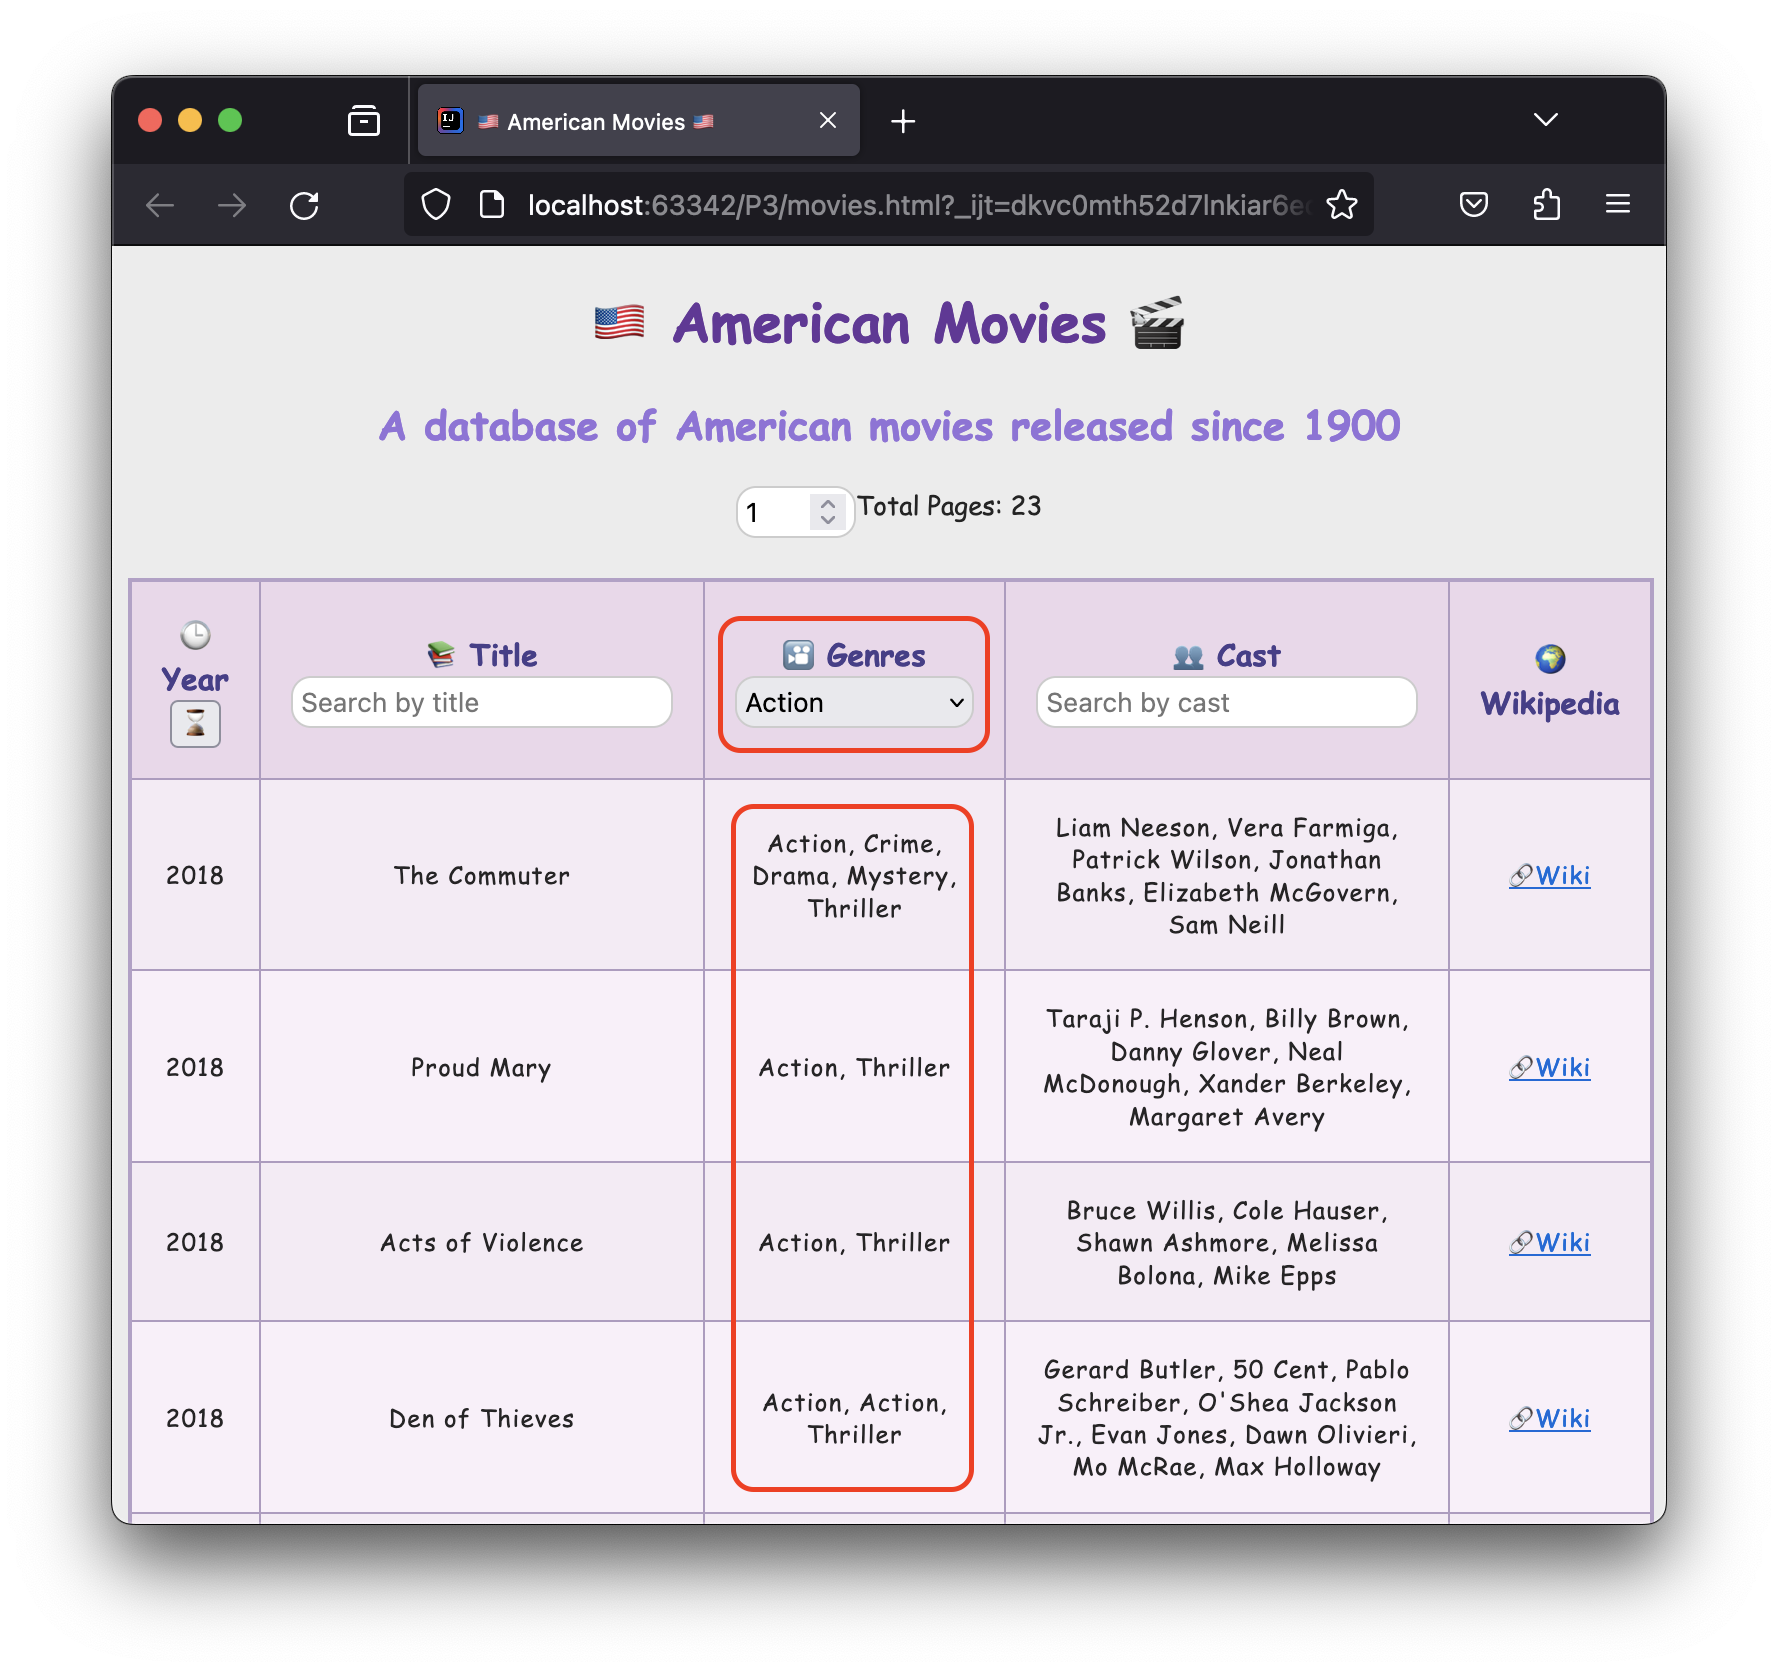 American Movies
localhost:63342/P3/movies.html?_ijt=dkvc0mth52d7lnkiar6
American Movies
A database of American movies released since 1900
1 Total Pages: 23
Year
Title
Search by title
Genres
Action
Cast
Search by cast
Wikipedia
2018
The Commuter
Action, Crime,
Drama, Mystery,
Thriller
Liam Neeson, Vera Farmiga,
Patrick Wilson, Jonathan
Banks, Elizabeth McGovern,
Sam Neill
Wiki
2018
Proud Mary
Action, Thriller
Taraji P. Henson, Billy Brown,
Danny Glover, Neal
McDonough, Xander Berkeley,
Margaret Avery
Wiki
2018
Acts of Violence
Action, Thriller
Bruce Willis, Cole Hauser,
Shawn Ashmore, Melissa
Bolona, Mike Epps
Wiki
2018
Den of Thieves
Action, Action,
Thriller
Gerard Butler, 50 Cent, Pablo
Schreiber, O'Shea Jackson
Jr., Evan Jones, Dawn Olivieri,
Mo McRae, Max Holloway
Wiki